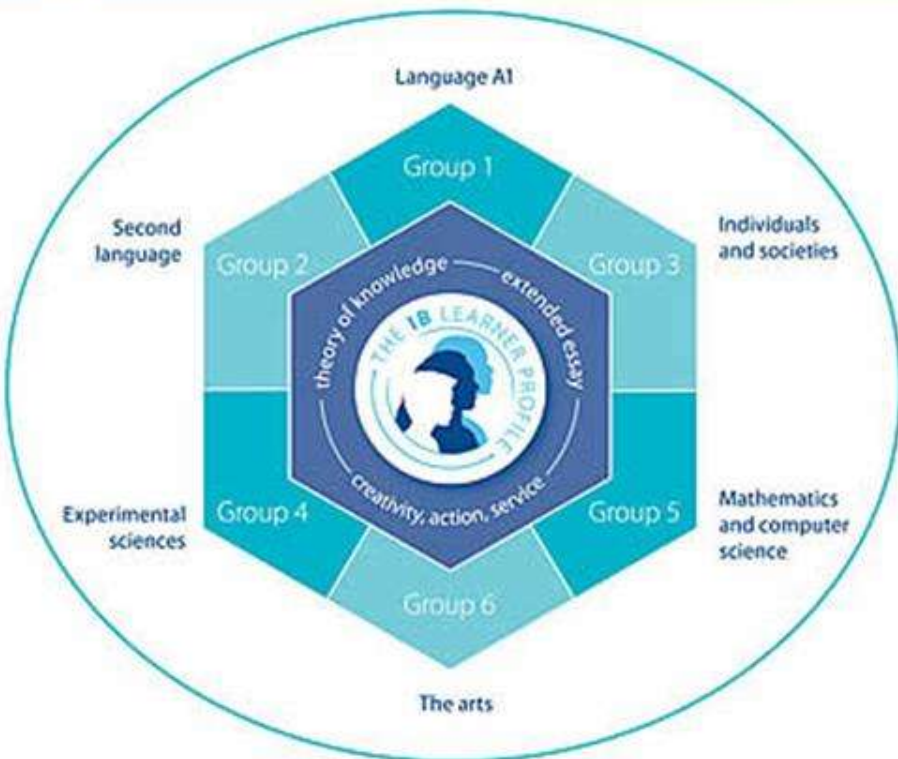 Language A1
Group 1
Second
language
Group 2
Individuals
and societies
Group 3
theory of knowledge
extended essay
THE IB LEARNER PROFILE
creativity, action, service
Experimental
sciences
Group 4
Mathematics
and computer
science
Group 5
Group 6
The arts